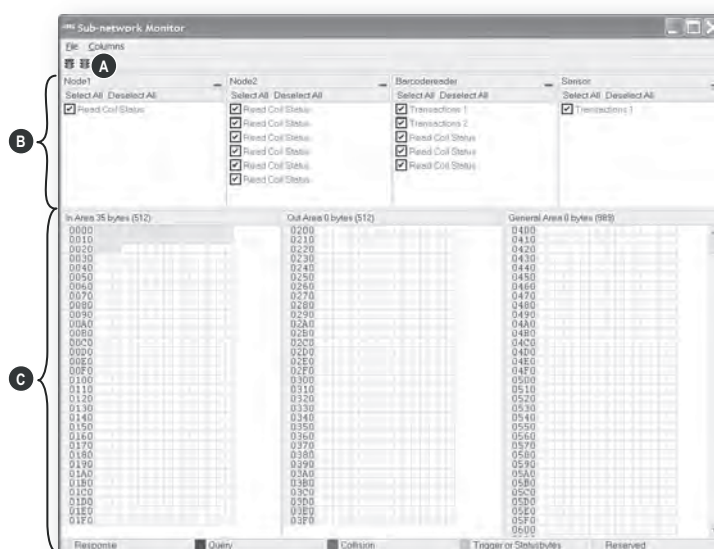 Sub-network Monitor
File Columns
A
Node1
Select All Deselect All
Read Coil Status
Node2
Select All Deselect All
Read Coil Status
Read Coil Status
Read Coil Status
Read Coil Status
Read Coil Status
Read Coil Status
Barcodereader
Select All Deselect All
Transactions 1
Transactions 2
Read Coil Status
Read Coil Status
Read Coil Status
Sensor
Select All Deselect All
Transactions 1
B
In Area 35 bytes (512)
0000
0010
0020
0030
0040
0050
0060
0070
0080
0090
00A0
00B0
00C0
00D0
00E0
00F0
0100
0110
0120
0130
0140
0150
0160
0170
0180
0190
01A0
01B0
01C0
01D0
01E0
01F0
Out Area 0 bytes (512)
0200
0210
0220
0230
0240
0250
0260
0270
0280
0290
02A0
02B0
02C0
02D0
02E0
02F0
0300
0310
0320
0330
0340
0350
0360
0370
0380
0390
03A0
03B0
03C0
03D0
03E0
03F0
General Area 0 bytes (989)
0400
0410
0420
0430
0440
0450
0460
0470
0480
0490
04A0
04B0
04C0
04D0
04E0
04F0
0500
0510
0520
0530
0540
0550
0560
0570
0580
0590
05A0
05B0
05C0
05D0
05E0
05F0
0600
C
Response Query Collision Trigger or Statusbytes Reserved